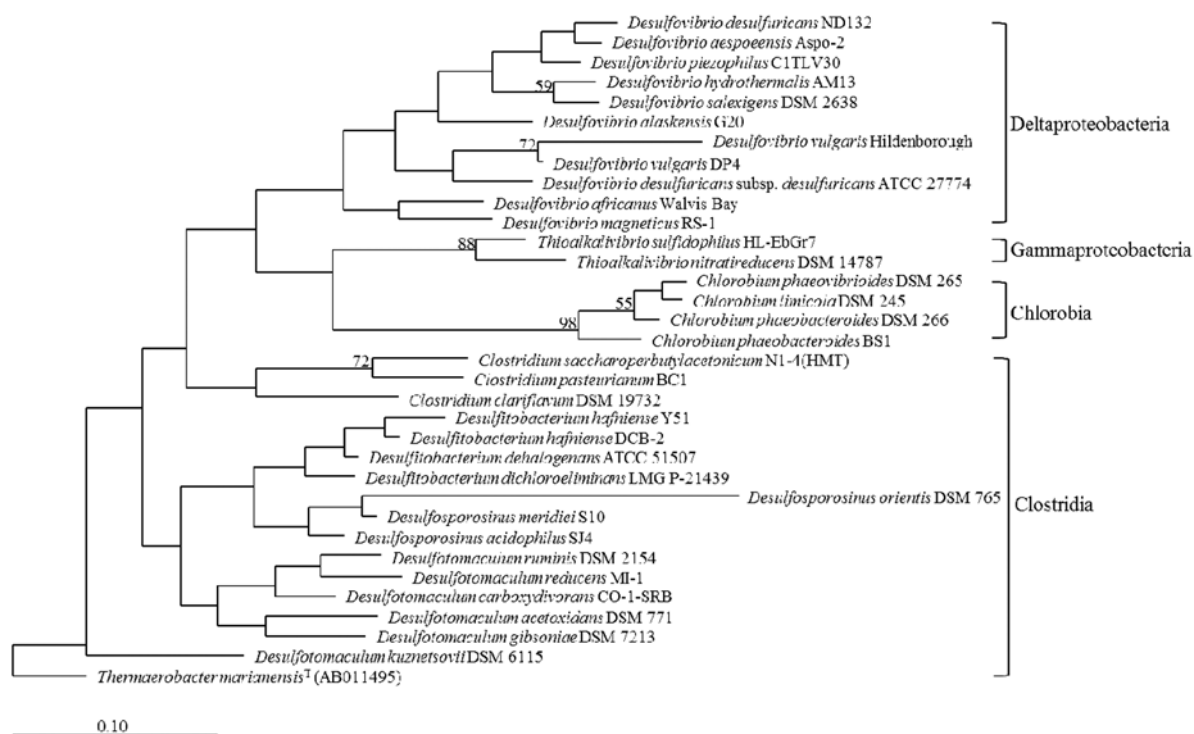 Desulfovibrio desulfuricans ND132
Desulfovibrio aespoeensis Aspo-2
Desulfovibrio piezophilus C1TLV30
Desulfovibrio hydrothermalis AM13
59
Desulfovibrio salexigens DSM 2638
Desulfovibrio alaskensis G20
Deltaproteobacteria
Desulfovibrio vulgaris Hildenborough
72
Desulfovibrio vulgaris DP4
Desulfovibrio desulfuricans subsp. desulfuricans ATCC 27774
Desulfovibrio africanus Walvis Bay
Desulfovibrio magneticus RS-1
Thioalkalivibrio sulfidophilus HL-EbGr7
88
Gammaproteobacteria
Thioalkalivibrio nitratireducens DSM 14787
Chlorobium phaeovibrioides DSM 265
55
Chlorobium limicola DSM 245
Chlorobia
98
Chlorobium phaeobacteroides DSM 266
Chlorobium phaeobacteroides BS1
72
Clostridium saccharoperbutylacetonicum N1-4(HMT)
Clostridium pasteurianum BC1
Clostridium clariflavum DSM 19732
Desulfitobacterium hafniense Y51
Desulfitobacterium hafniense DCB-2
Desulfitobacterium dehalogenans ATCC 51507
Desulfitobacterium dichloroeliminans LMG P-21439
Desulfosporosinus orientis DSM 765
Clostridia
Desulfosporosinus meridiei S10
Desulfosporosinus acidophilus SJ4
Desulfotomaculum ruminis DSM 2154
Desulfotomaculum reducens MI-1
Desulfotomaculum carboxydivorans CO-1-SRB
Desulfotomaculum acetoxidans DSM 771
Desulfotomaculum gibsoniae DSM 7213
Desulfotomaculum kuznetsovii DSM 6115
Thermaerobacter marianensis^T (AB011495)
0.10